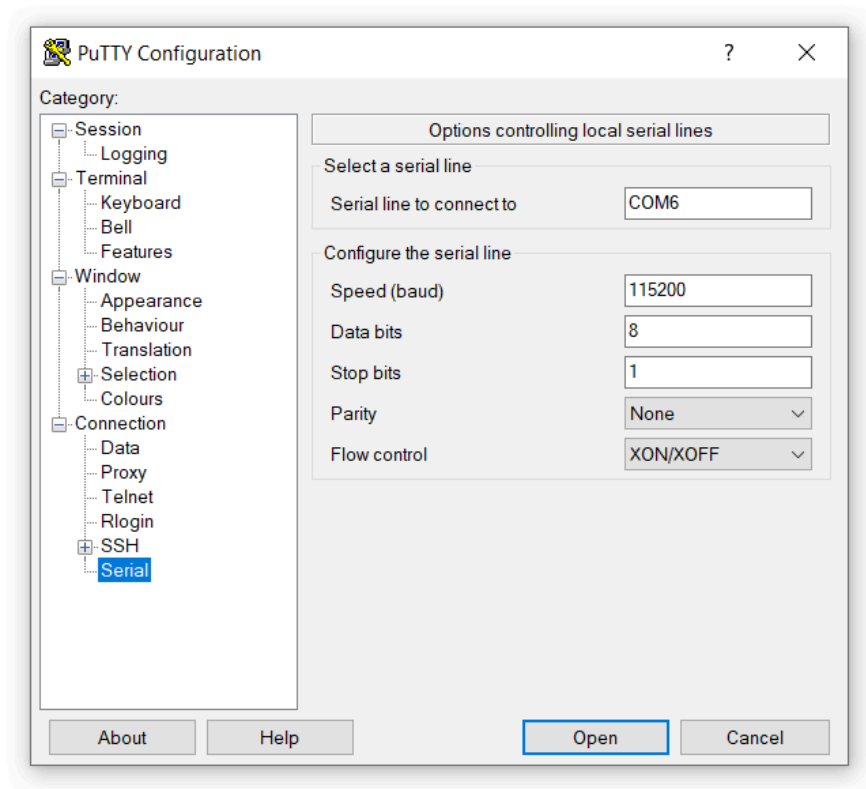 PuTTY Configuration
?
Category:
Session
Logging
Terminal
Keyboard
Bell
Features
Window
Appearance
Behaviour
Translation
Selection
Colours
Connection
Data
Proxy
Telnet
Rlogin
SSH
Serial
Options controlling local serial lines
Select a serial line
Serial line to connect to COM6
Configure the serial line
Speed (baud) 115200
Data bits 8
Stop bits 1
Parity None
Flow control XON/XOFF
About Help Open Cancel